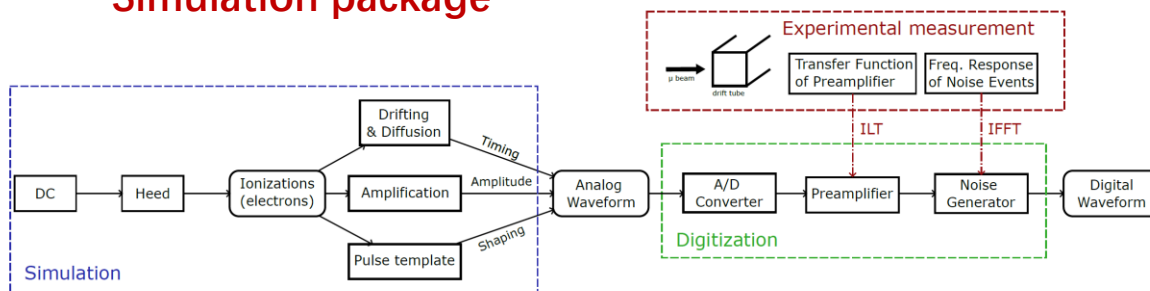 Simulation package
Experimental measurement
μ beam
drift tube
Transfer Function
of Preamplifier
Freq. Response
of Noise Events
ILT
IFFT
DC
Heed
Ionizations
(electrons)
Drifting
& Diffusion
Amplification
Pulse template
Timing
Amplitude
Shaping
Analog
Waveform
A/D
Converter
Preamplifier
Noise
Generator
Digital
Waveform
Simulation
Digitization